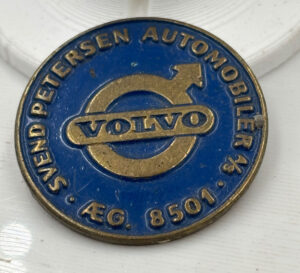 SVEND PETERSEN AUTOMOBILER A/S
VOLVO
· ÆG. 8501 ·